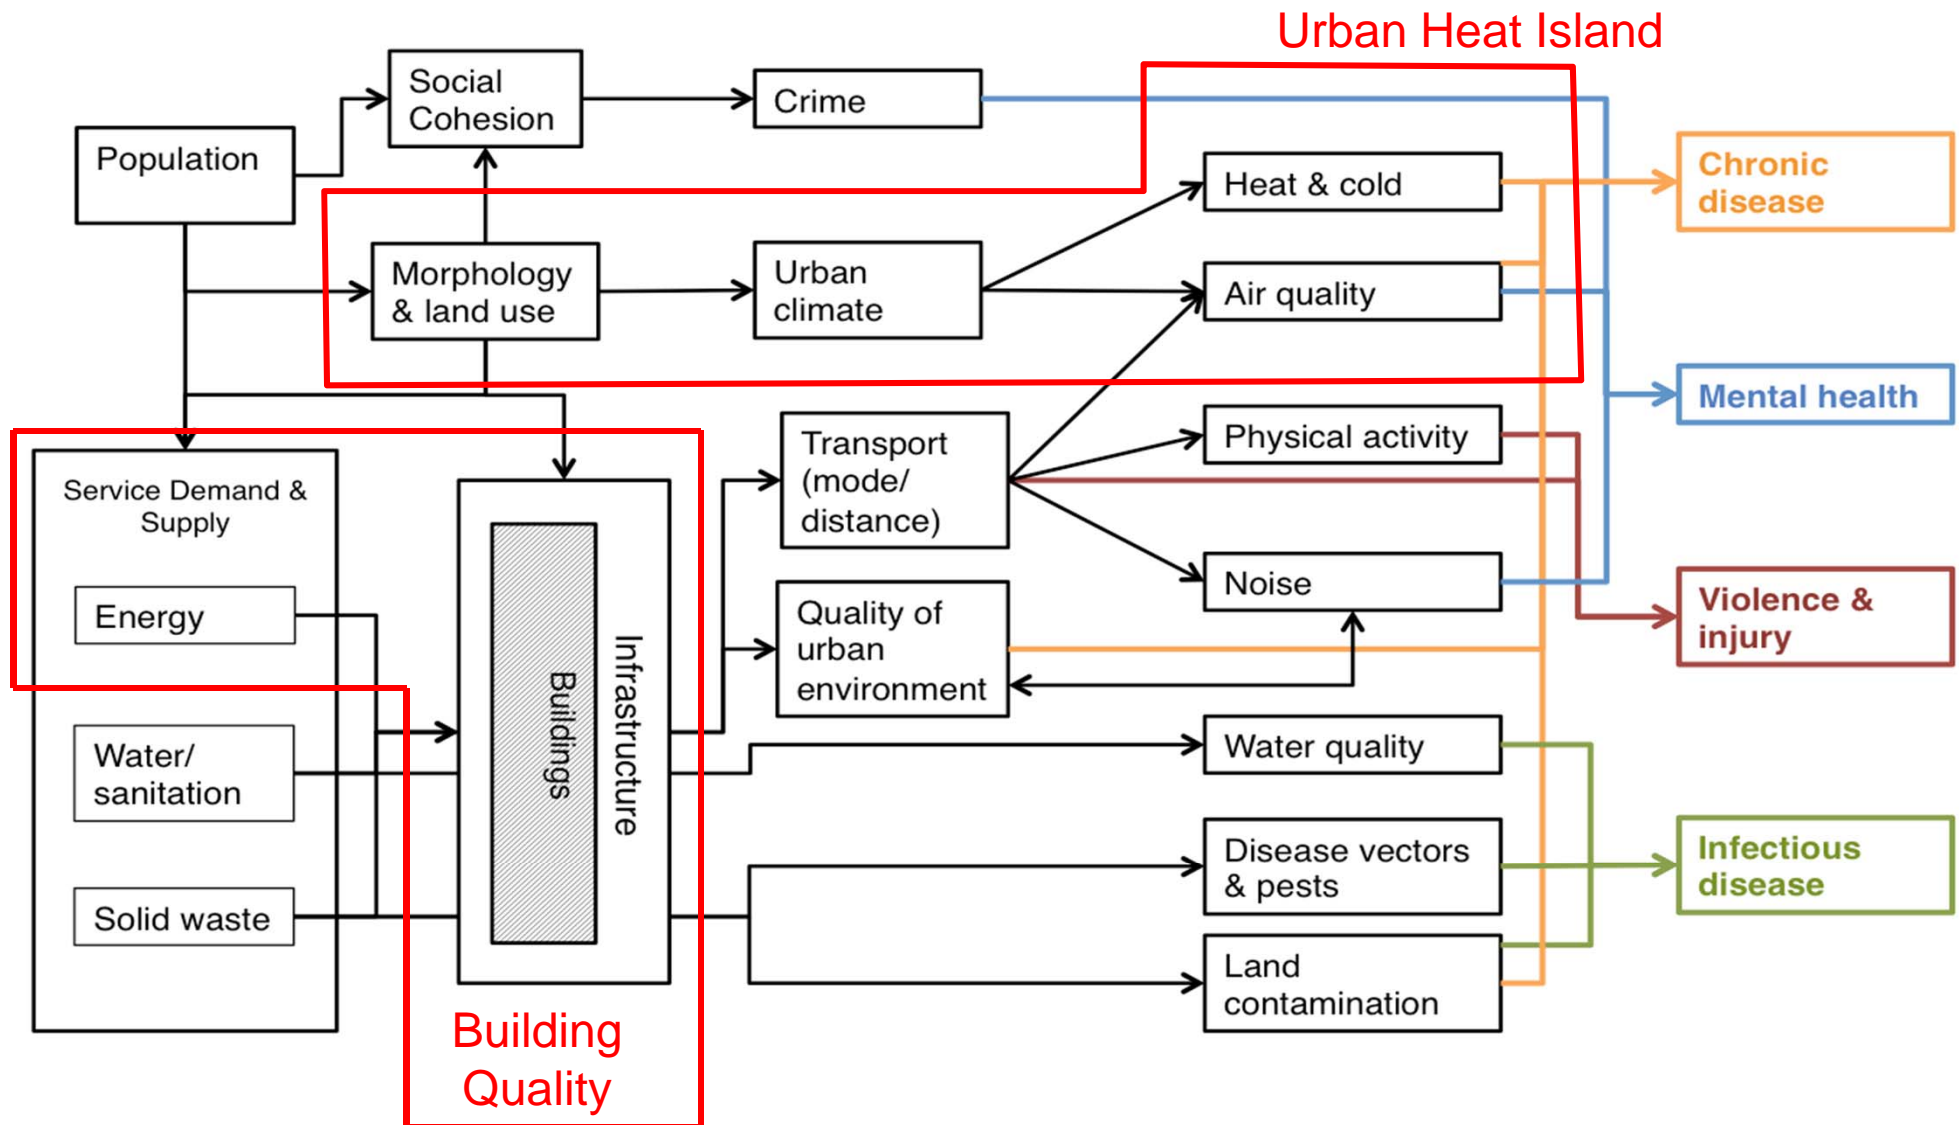 Urban Heat Island
Social
Cohesion
Crime
Population
Heat & cold
Chronic
disease
Morphology
& land use
Urban
climate
Air quality
Mental health
Transport
(mode/
distance)
Physical activity
Service Demand &
Supply
Energy
Noise
Violence &
injury
Quality of
urban
environment
Infrastructure
Buildings
Water/
sanitation
Water quality
Disease vectors
& pests
Infectious
disease
Solid waste
Land
contamination
Building
Quality